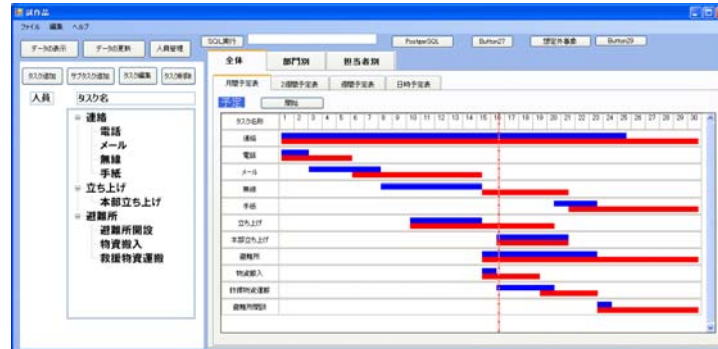 試作品
ファイル 編集 ヘルプ
データの表示 データの更新 人員管理
SQL実行 PostgreSQL Button27 想定外事象 Button29
タスク追加 サブタスク追加 タスク編集 タスク削除
全体 部門別 担当者別
月間予定表 2週間予定表 週間予定表 日時予定表
人員 タスク名
予定 開始
連絡
電話
メール
無線
手紙
立ち上げ
本部立ち上げ
避難所
避難所開設
物資搬入
救援物資運搬
タスク名称 1 2 3 4 5 6 7 8 9 10 11 12 13 14 15 16 17 18 19 20 21 22 23 24 25 26 27 28 29 30
連絡
電話
メール
無線
手紙
立ち上げ
本部立ち上げ
避難所
物資搬入
救援物資運搬
避難所開設